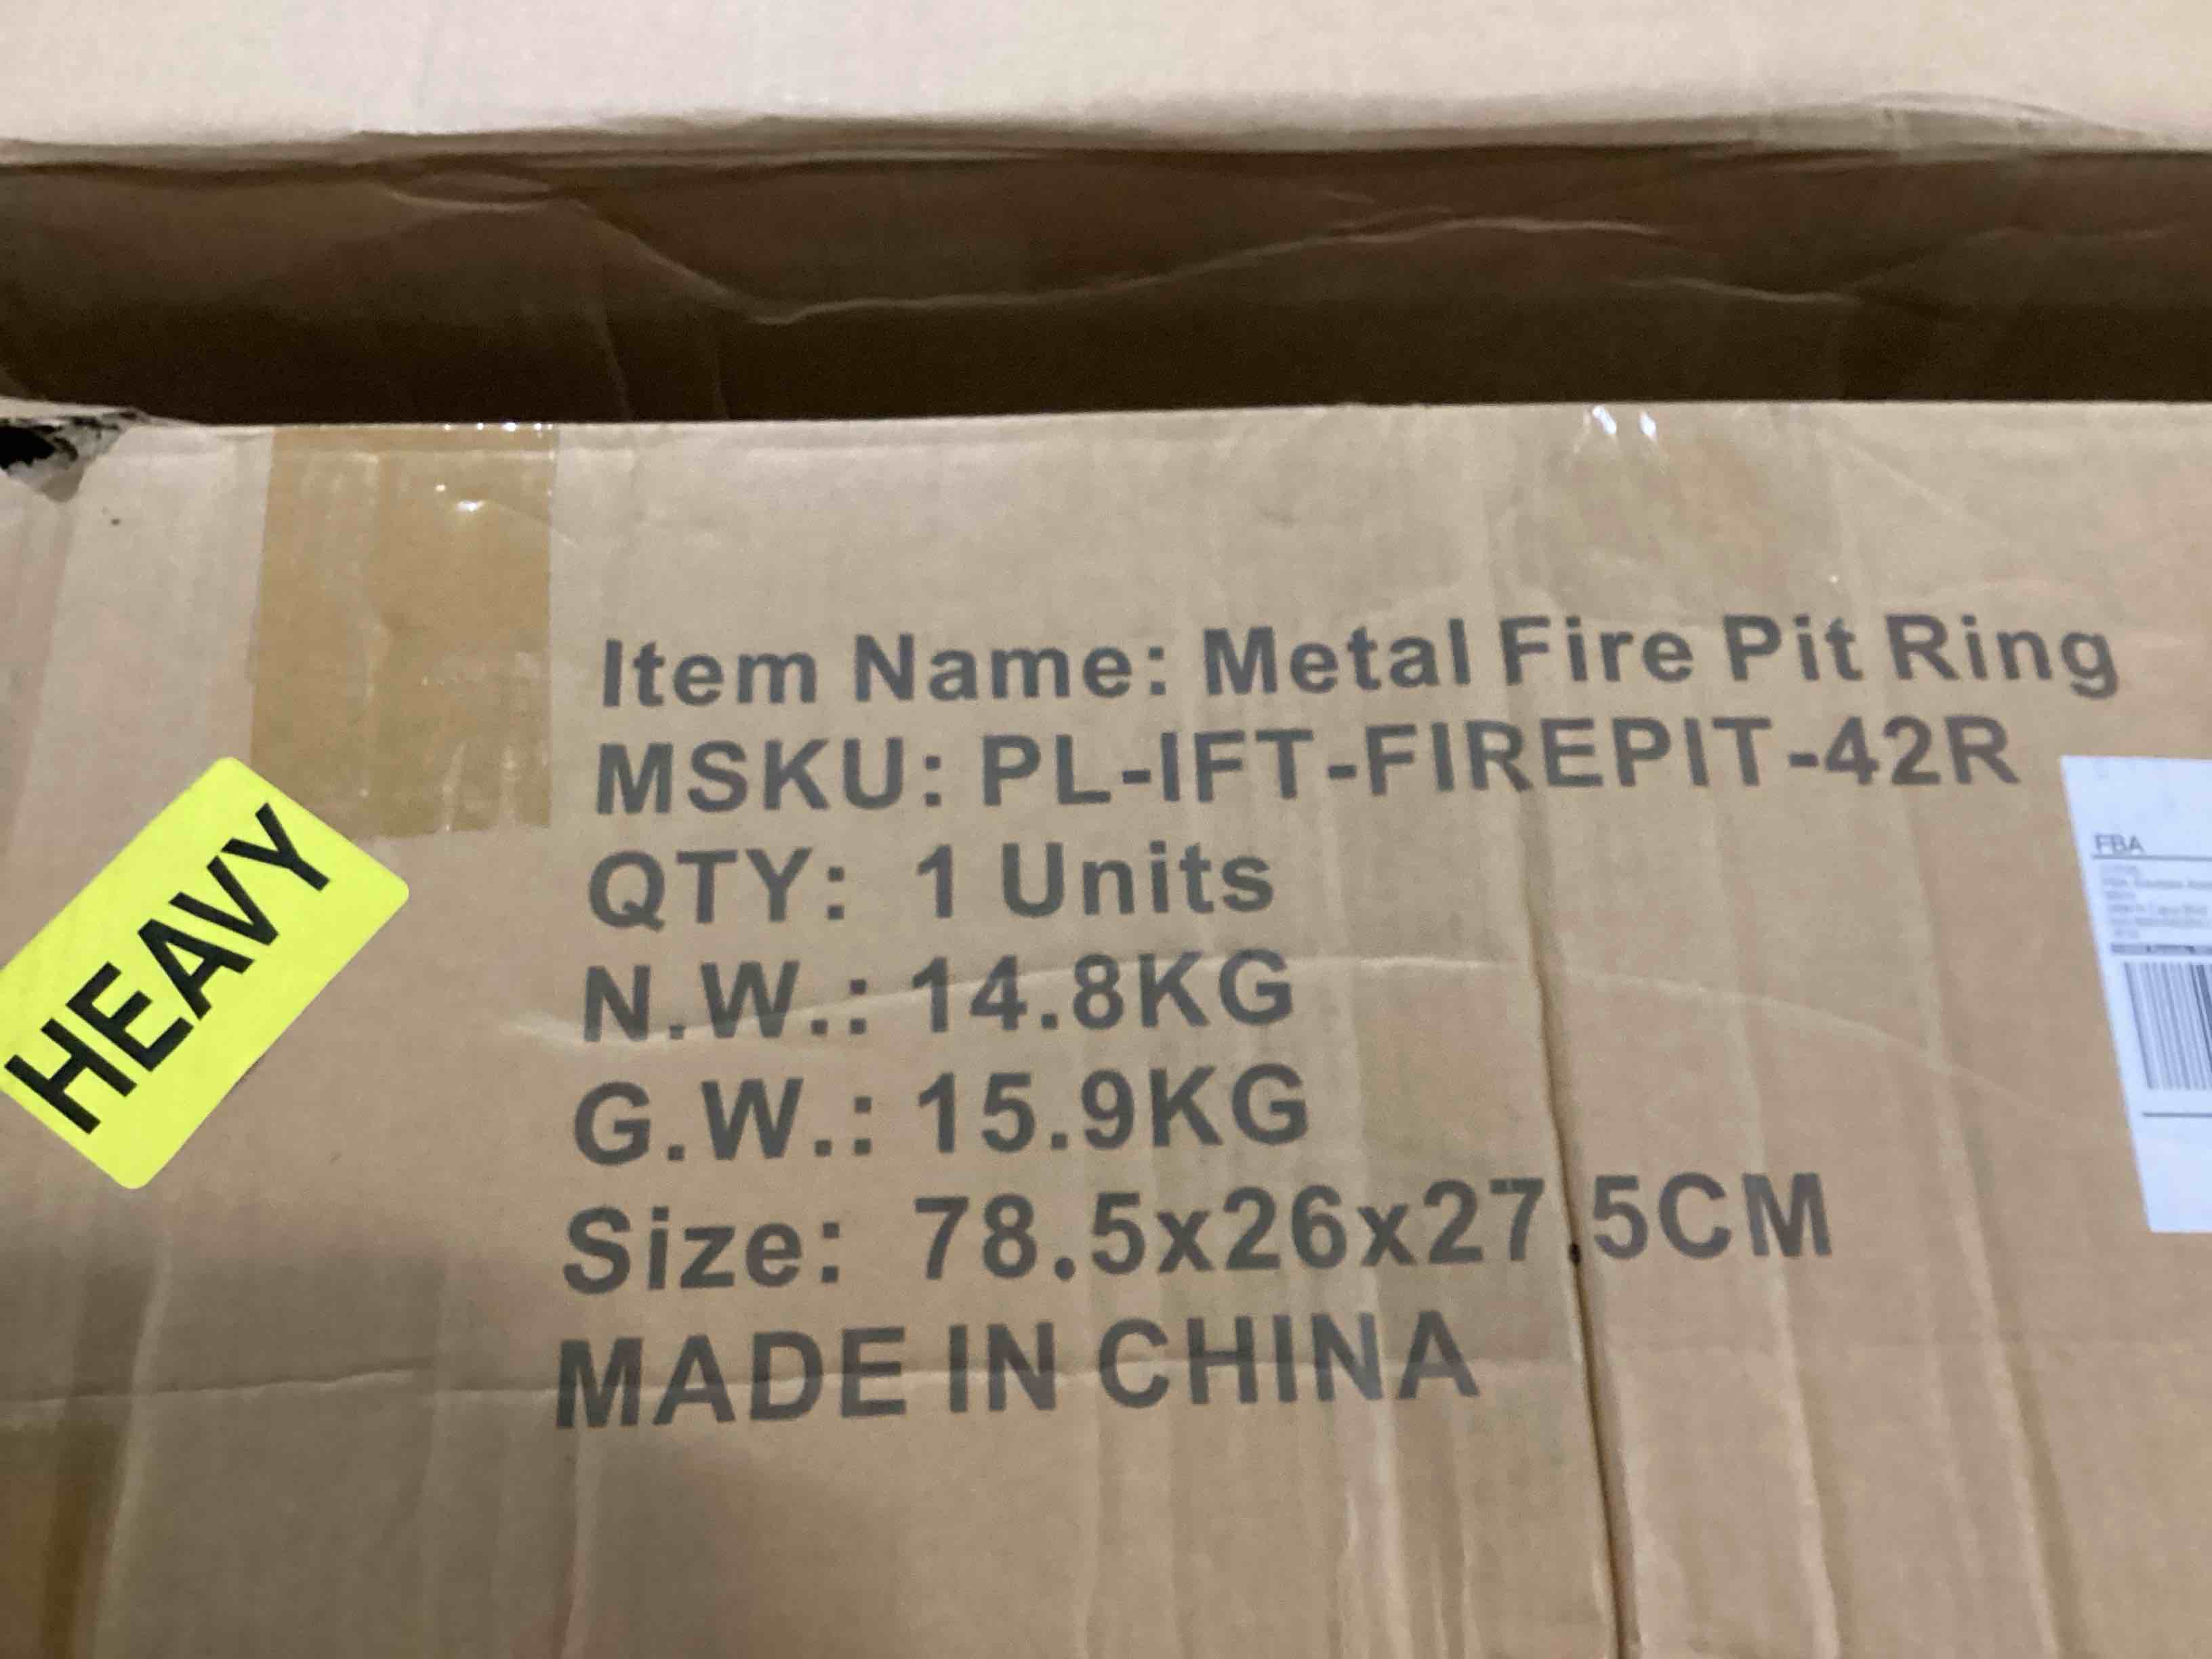 Item Name: Metal Fire Pit Ring
MSKU: PL-IFT-FIREPIT-42R
QTY: 1 Units
N.W.: 14.8KG
G.W.: 15.9KG
Size: 78.5x26x27.5CM
MADE IN CHINA
HEAVY
FBA